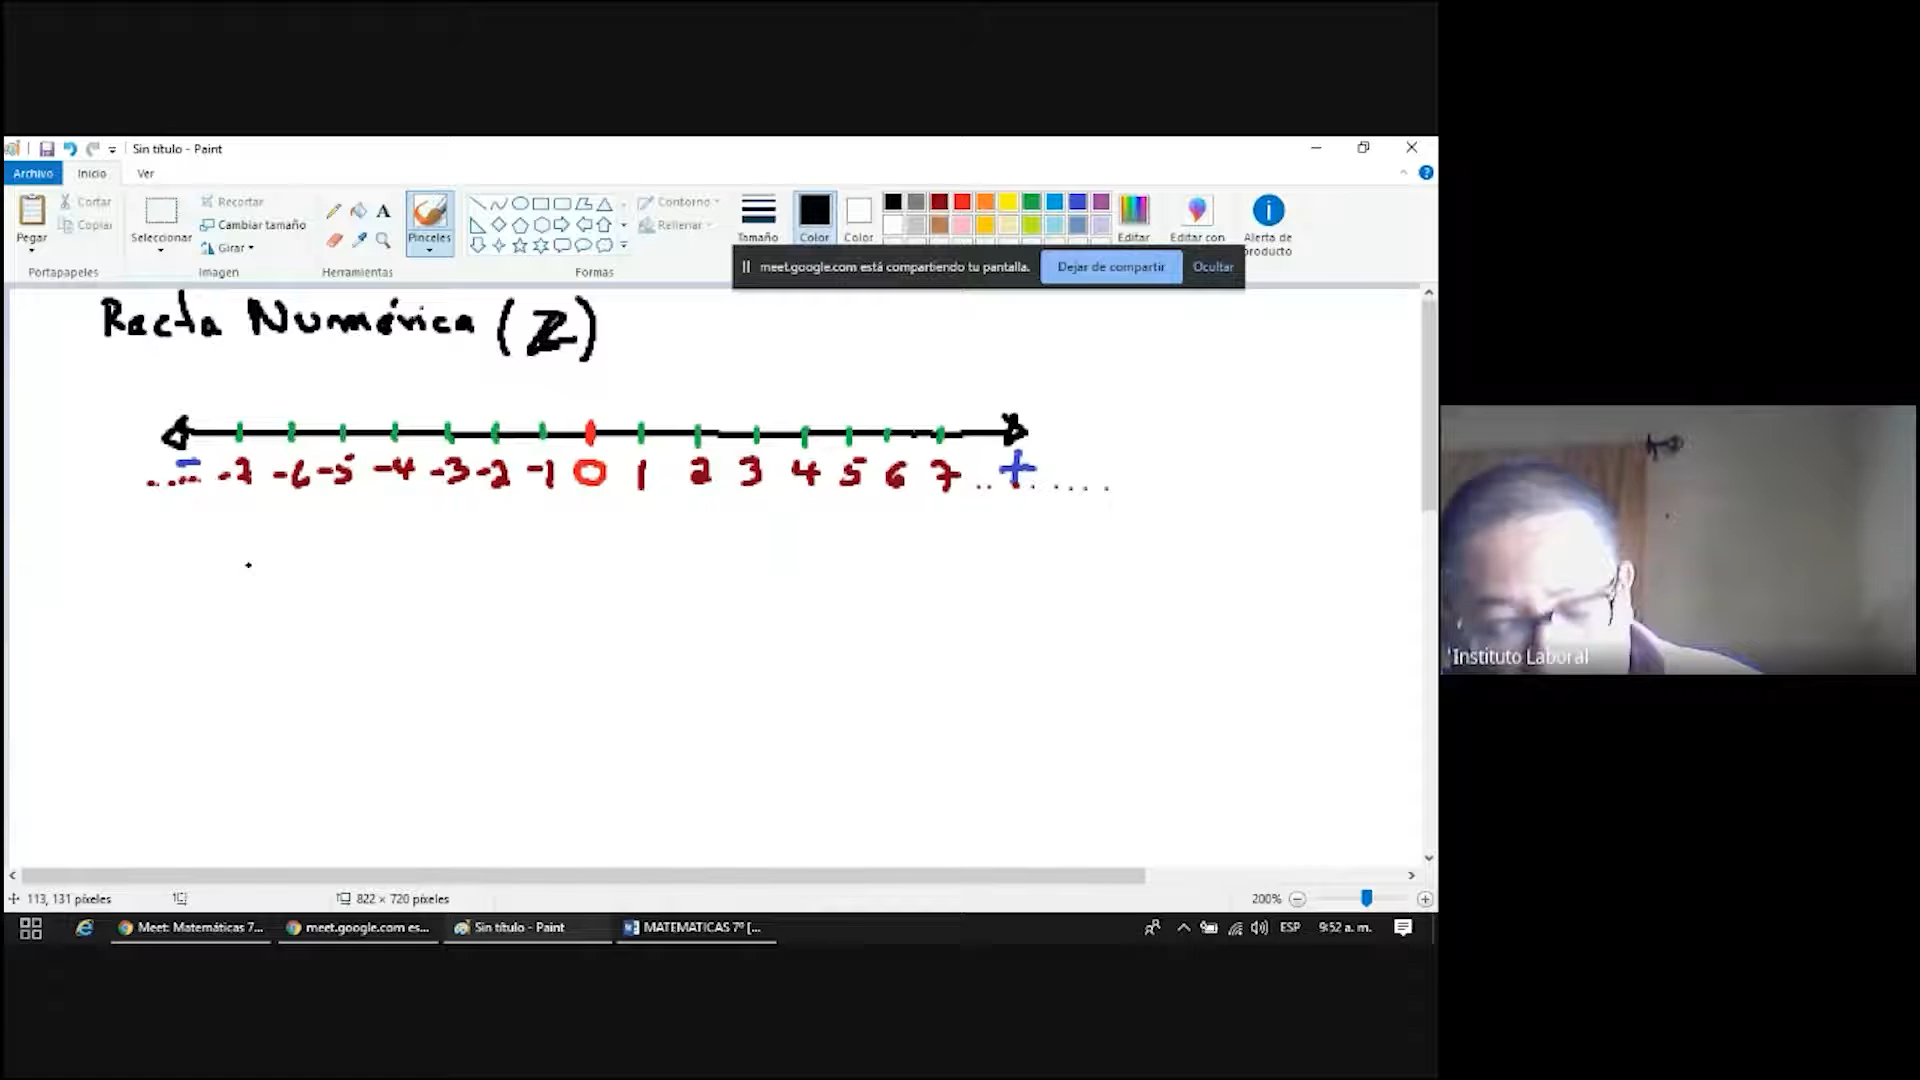 Sin título - Paint
Archivo Inicio Ver
Pegar Cortar Copiar Portapapeles
Seleccionar Recortar Cambiar tamaño Girar Imagen
A Herramientas
Pinceles
Contorno Rellenar Formas
Tamaño Color Color Editar Editar con Alerta de producto
meet.google.com está compartiendo tu pantalla. Dejar de compartir Ocultar
Recta Numérica (Z)
...- -7 -6 -5 -4 -3 -2 -1 0 1 2 3 4 5 6 7 ..+.....
Instituto Laboral
113, 131 píxeles 822 × 720 píxeles 200%
Meet: Matemáticas 7... meet.google.com es... Sin título - Paint MATEMATICAS 7º [... ESP 9:52 a. m.